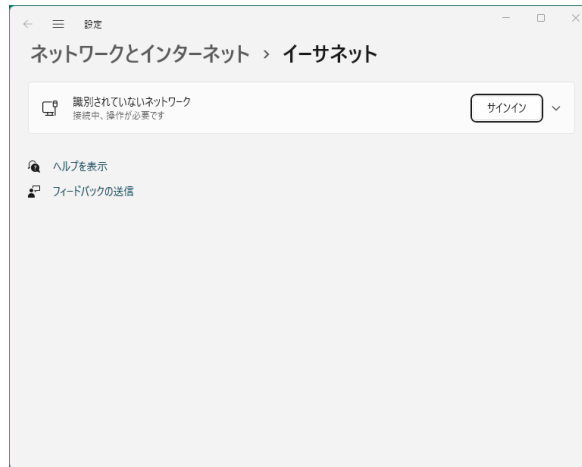 設定
ネットワークとインターネット › イーサネット
識別されていないネットワーク
接続中、操作が必要です
サインイン
ヘルプを表示
フィードバックの送信